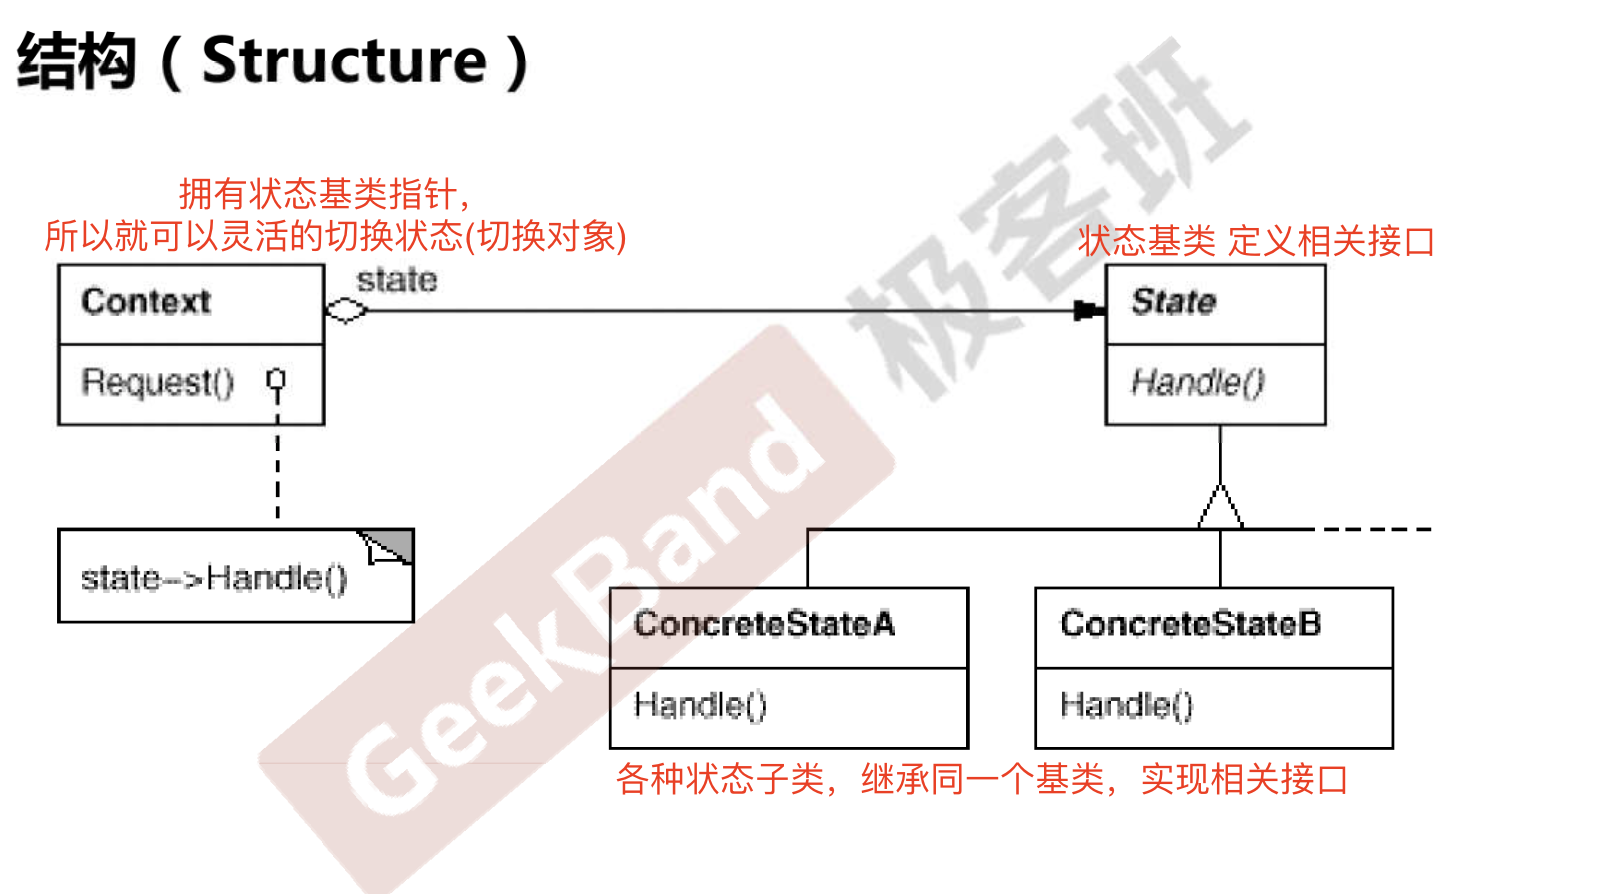 结构（Structure）
拥有状态基类指针，
所以就可以灵活的切换状态(切换对象)
状态基类 定义相关接口
state
Context
State
Request()
Handle()
state->Handle()
ConcreteStateA
ConcreteStateB
Handle()
Handle()
各种状态子类，继承同一个基类，实现相关接口
GeekBand
极客班